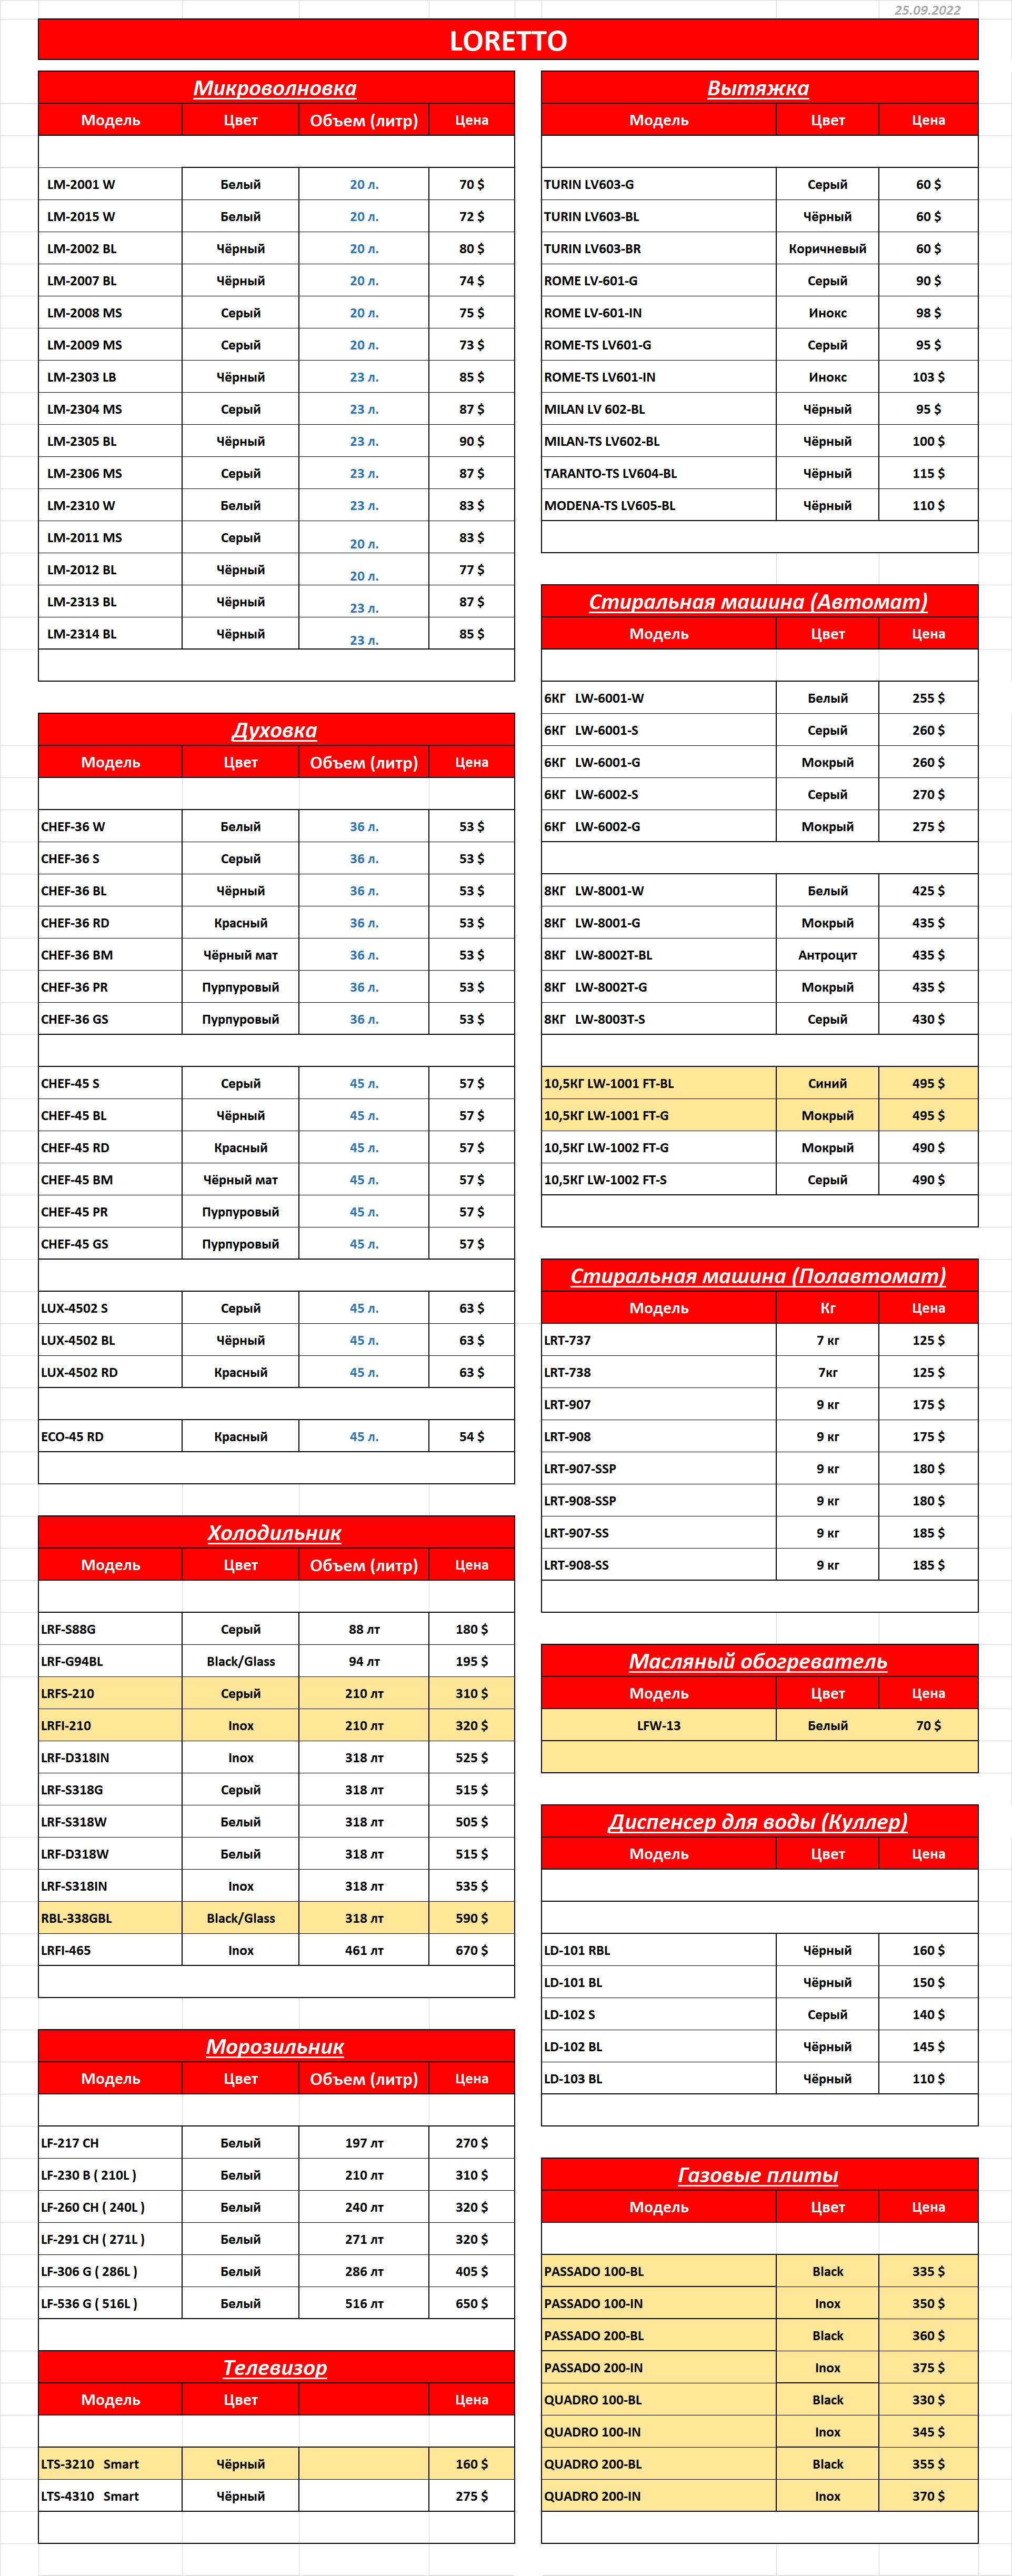 25.09.2022
LORETTO
Микроволновка
Модель Цвет Объем (литр) Цена
LM-2001 W Белый 20 л. 70 $
LM-2015 W Белый 20 л. 72 $
LM-2002 BL Чёрный 20 л. 80 $
LM-2007 BL Чёрный 20 л. 74 $
LM-2008 MS Серый 20 л. 75 $
LM-2009 MS Серый 20 л. 73 $
LM-2303 LB Чёрный 23 л. 85 $
LM-2304 MS Серый 23 л. 87 $
LM-2305 BL Чёрный 23 л. 90 $
LM-2306 MS Серый 23 л. 87 $
LM-2310 W Белый 23 л. 83 $
LM-2011 MS Серый 20 л. 83 $
LM-2012 BL Чёрный 20 л. 77 $
LM-2313 BL Чёрный 23 л. 87 $
LM-2314 BL Чёрный 23 л. 85 $
Духовка
Модель Цвет Объем (литр) Цена
CHEF-36 W Белый 36 л. 53 $
CHEF-36 S Серый 36 л. 53 $
CHEF-36 BL Чёрный 36 л. 53 $
CHEF-36 RD Красный 36 л. 53 $
CHEF-36 BM Чёрный мат 36 л. 53 $
CHEF-36 PR Пурпуровый 36 л. 53 $
CHEF-36 GS Пурпуровый 36 л. 53 $
CHEF-45 S Серый 45 л. 57 $
CHEF-45 BL Чёрный 45 л. 57 $
CHEF-45 RD Красный 45 л. 57 $
CHEF-45 BM Чёрный мат 45 л. 57 $
CHEF-45 PR Пурпуровый 45 л. 57 $
CHEF-45 GS Пурпуровый 45 л. 57 $
LUX-4502 S Серый 45 л. 63 $
LUX-4502 BL Чёрный 45 л. 63 $
LUX-4502 RD Красный 45 л. 63 $
ECO-45 RD Красный 45 л. 54 $
Холодильник
Модель Цвет Объем (литр) Цена
LRF-S88G Серый 88 лт 180 $
LRF-G94BL Black/Glass 94 лт 195 $
LRFS-210 Серый 210 лт 310 $
LRFI-210 Inox 210 лт 320 $
LRF-D318IN Inox 318 лт 525 $
LRF-S318G Серый 318 лт 515 $
LRF-S318W Белый 318 лт 505 $
LRF-D318W Белый 318 лт 515 $
LRF-S318IN Inox 318 лт 535 $
RBL-338GBL Black/Glass 318 лт 590 $
LRFI-465 Inox 461 лт 670 $
Морозильник
Модель Цвет Объем (литр) Цена
LF-217 CH Белый 197 лт 270 $
LF-230 B ( 210L ) Белый 210 лт 310 $
LF-260 CH ( 240L ) Белый 240 лт 320 $
LF-291 CH ( 271L ) Белый 271 лт 320 $
LF-306 G ( 286L ) Белый 286 лт 405 $
LF-536 G ( 516L ) Белый 516 лт 650 $
Телевизор
Модель Цвет Цена
LTS-3210 Smart Чёрный 160 $
LTS-4310 Smart Чёрный 275 $
Вытяжка
Модель Цвет Цена
TURIN LV603-G Серый 60 $
TURIN LV603-BL Чёрный 60 $
TURIN LV603-BR Коричневый 60 $
ROME LV-601-G Серый 90 $
ROME LV-601-IN Инокс 98 $
ROME-TS LV601-G Серый 95 $
ROME-TS LV601-IN Инокс 103 $
MILAN LV 602-BL Чёрный 95 $
MILAN-TS LV602-BL Чёрный 100 $
TARANTO-TS LV604-BL Чёрный 115 $
MODENA-TS LV605-BL Чёрный 110 $
Стиральная машина (Автомат)
Модель Цвет Цена
6КГ LW-6001-W Белый 255 $
6КГ LW-6001-S Серый 260 $
6КГ LW-6001-G Мокрый 260 $
6КГ LW-6002-S Серый 270 $
6КГ LW-6002-G Мокрый 275 $
8КГ LW-8001-W Белый 425 $
8КГ LW-8001-G Мокрый 435 $
8КГ LW-8002T-BL Антроцит 435 $
8КГ LW-8002T-G Мокрый 435 $
8КГ LW-8003T-S Серый 430 $
10,5КГ LW-1001 FT-BL Синий 495 $
10,5КГ LW-1001 FT-G Мокрый 495 $
10,5КГ LW-1002 FT-G Мокрый 490 $
10,5КГ LW-1002 FT-S Серый 490 $
Стиральная машина (Полавтомат)
Модель Кг Цена
LRT-737 7 кг 125 $
LRT-738 7кг 125 $
LRT-907 9 кг 175 $
LRT-908 9 кг 175 $
LRT-907-SSP 9 кг 180 $
LRT-908-SSP 9 кг 180 $
LRT-907-SS 9 кг 185 $
LRT-908-SS 9 кг 185 $
Масляный обогреватель
Модель Цвет Цена
LFW-13 Белый 70 $
Диспенсер для воды (Куллер)
Модель Цвет Цена
LD-101 RBL Чёрный 160 $
LD-101 BL Чёрный 150 $
LD-102 S Серый 140 $
LD-102 BL Чёрный 145 $
LD-103 BL Чёрный 110 $
Газовые плиты
Модель Цвет Цена
PASSADO 100-BL Black 335 $
PASSADO 100-IN Inox 350 $
PASSADO 200-BL Black 360 $
PASSADO 200-IN Inox 375 $
QUADRO 100-BL Black 330 $
QUADRO 100-IN Inox 345 $
QUADRO 200-BL Black 355 $
QUADRO 200-IN Inox 370 $